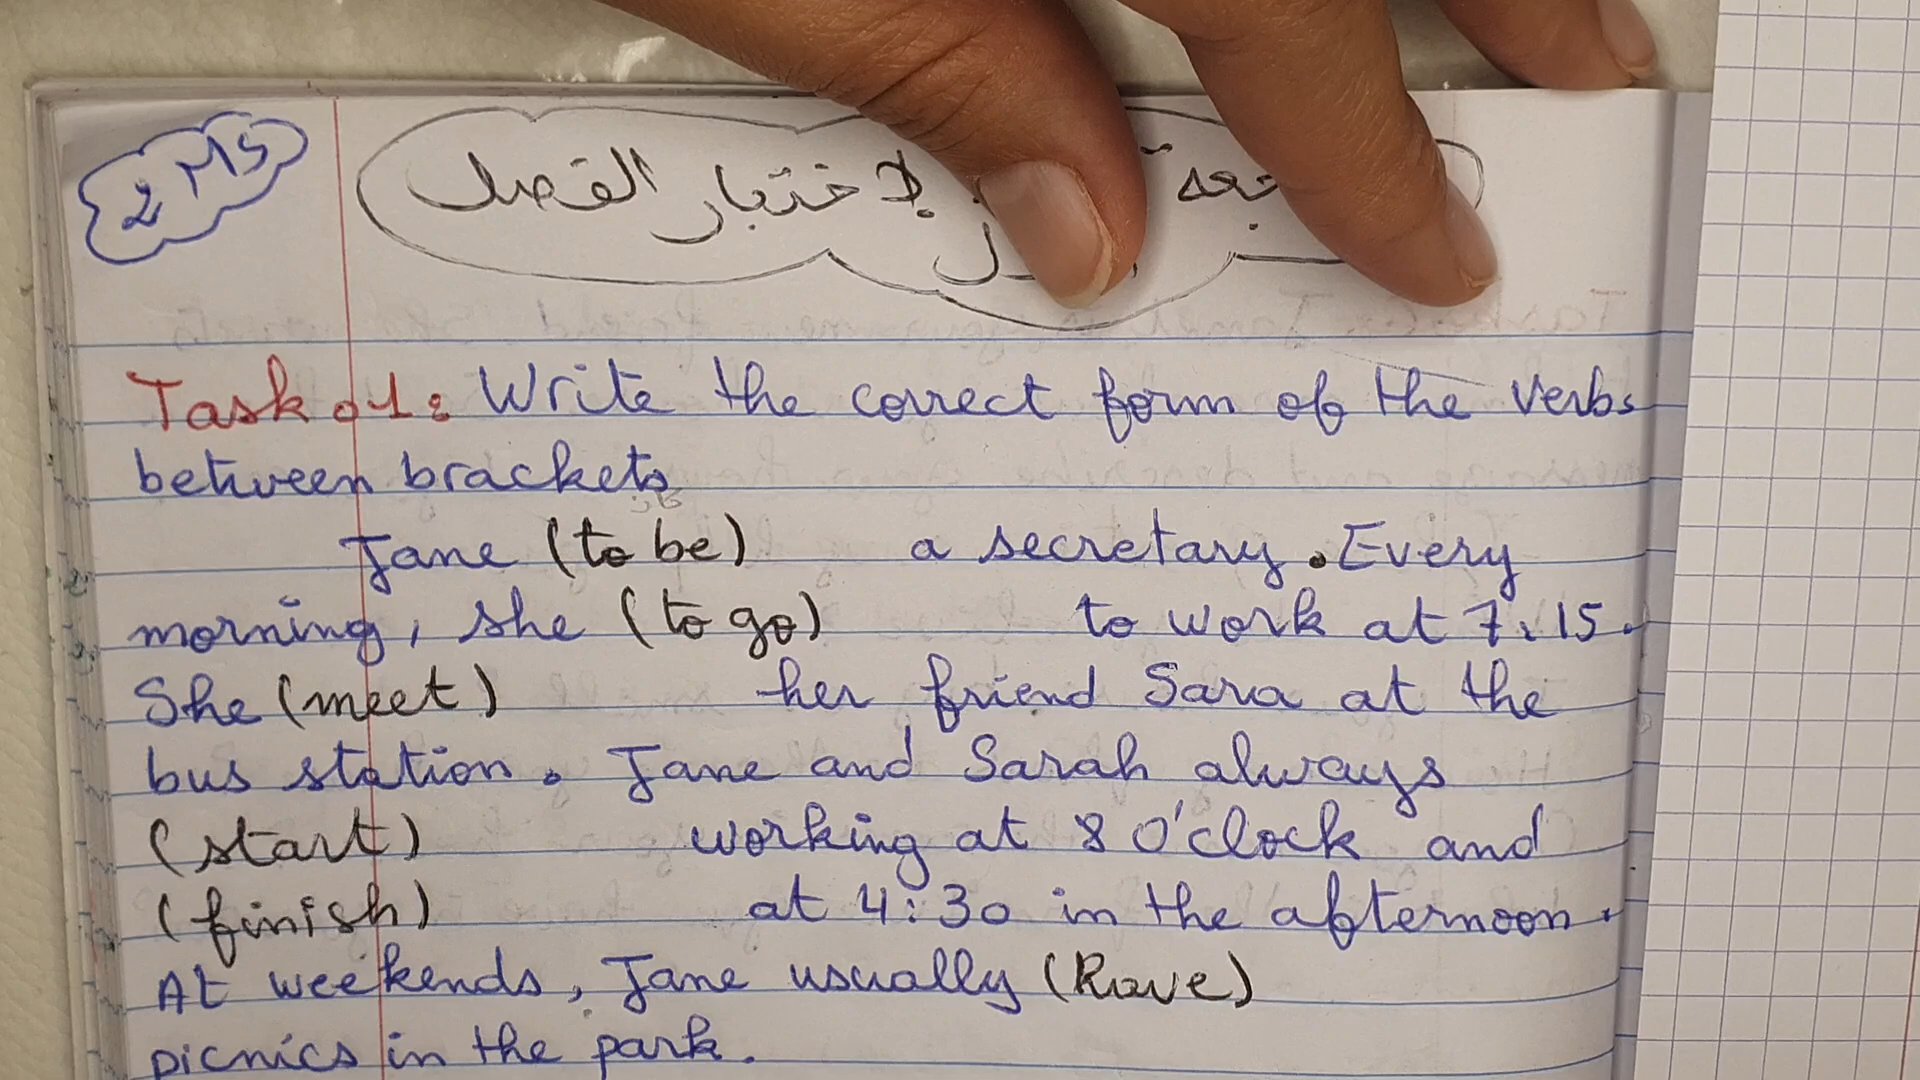 2 MS
لاختبار الفصل
Task 01: Write the correct form of the verbs
between brackets
Jane (to be) a secretary. Every
morning, she (to go) to work at 7:15.
She (meet) her friend Sara at the
bus station. Jane and Sarah always
(start) working at 8 O'clock and
(finish) at 4:30 in the afternoon.
At weekends, Jane usually (have)
picnics in the park.